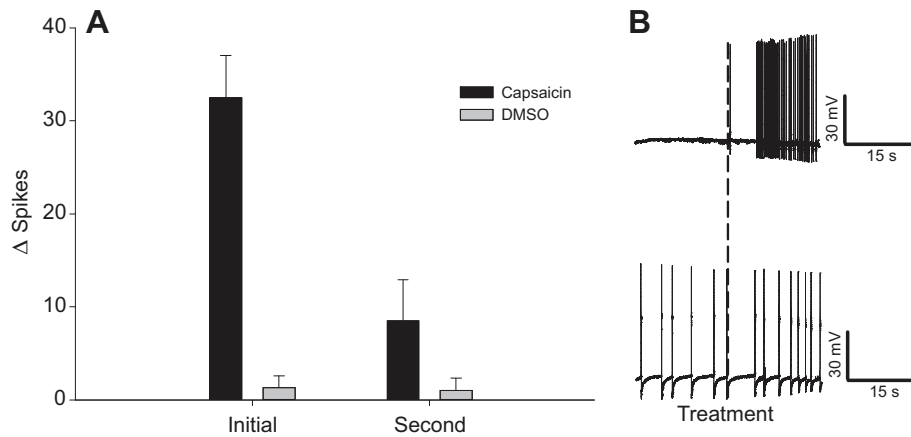 A
40
30
20
10
0
Δ Spikes
Capsaicin
DMSO
Initial
Second
B
30 mV
15 s
30 mV
15 s
Treatment